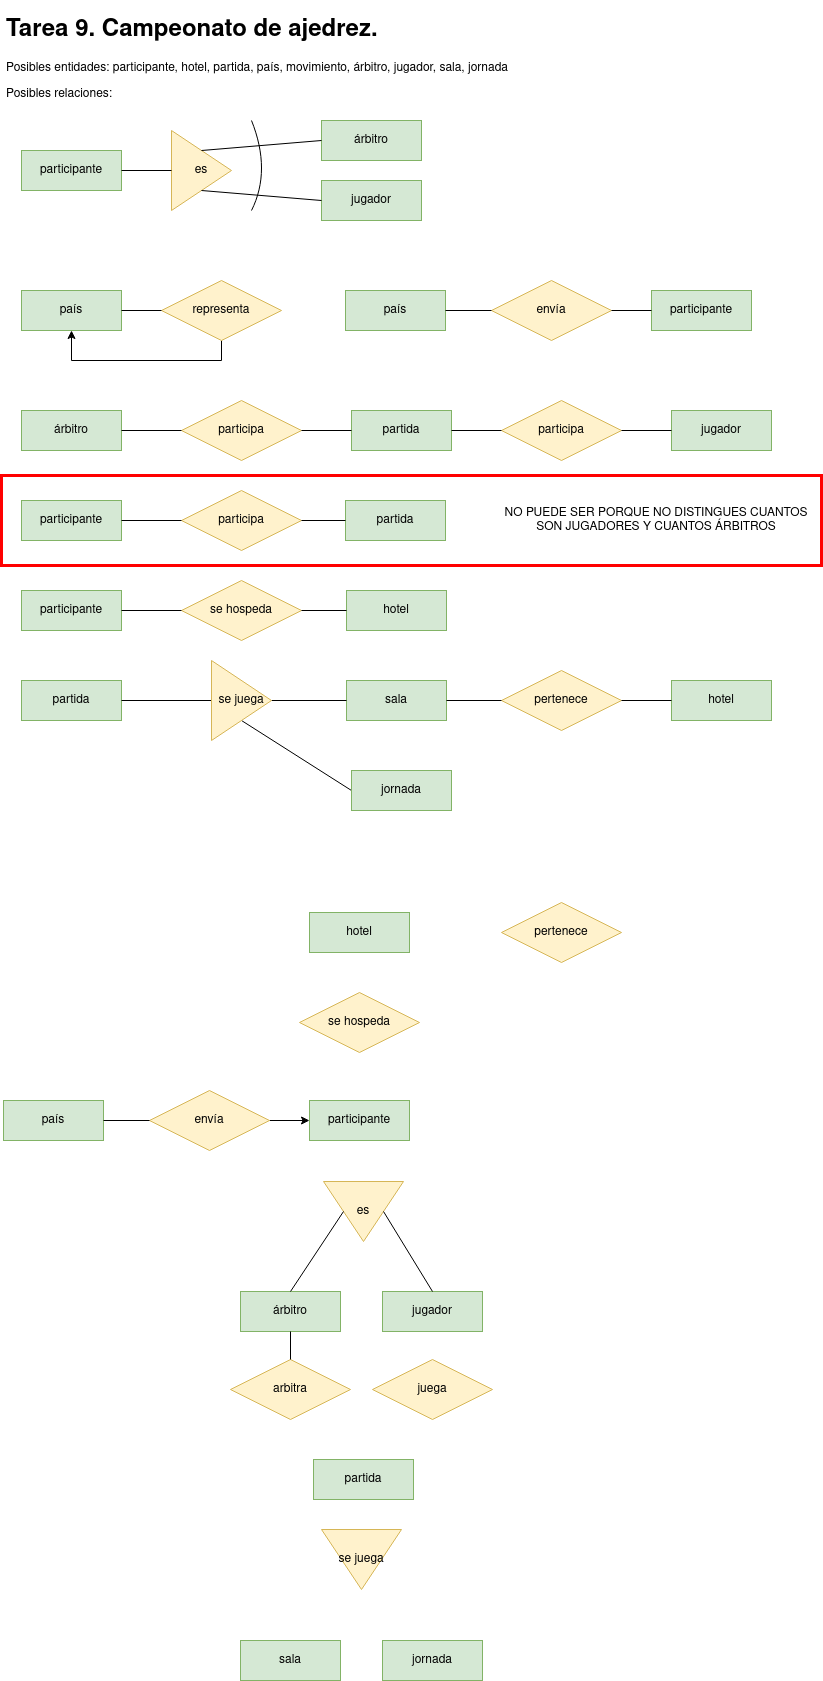 Tarea 9. Campeonato de ajedrez.
Posibles entidades: participante, hotel, partida, país, movimiento, árbitro, jugador, sala, jornada
Posibles relaciones:
participante
es
árbitro
jugador
país
representa
país
envía
participante
árbitro
participa
partida
participa
jugador
participante
participa
partida
NO PUEDE SER PORQUE NO DISTINGUES CUANTOS
SON JUGADORES Y CUANTOS ÁRBITROS
participante
se hospeda
hotel
partida
se juega
sala
pertenece
hotel
jornada
hotel
pertenece
se hospeda
país
envía
participante
es
árbitro
jugador
arbitra
juega
partida
se juega
sala
jornada